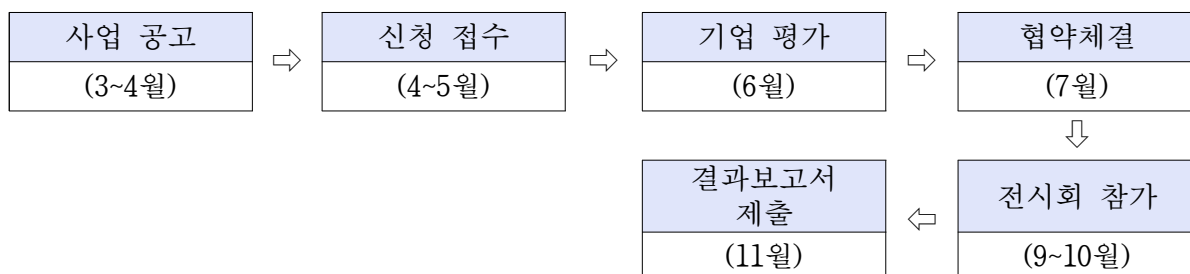 사업 공고
(3~4월)
신청 접수
(4~5월)
기업 평가
(6월)
협약체결
(7월)
전시회 참가
(9~10월)
결과보고서
제출
(11월)